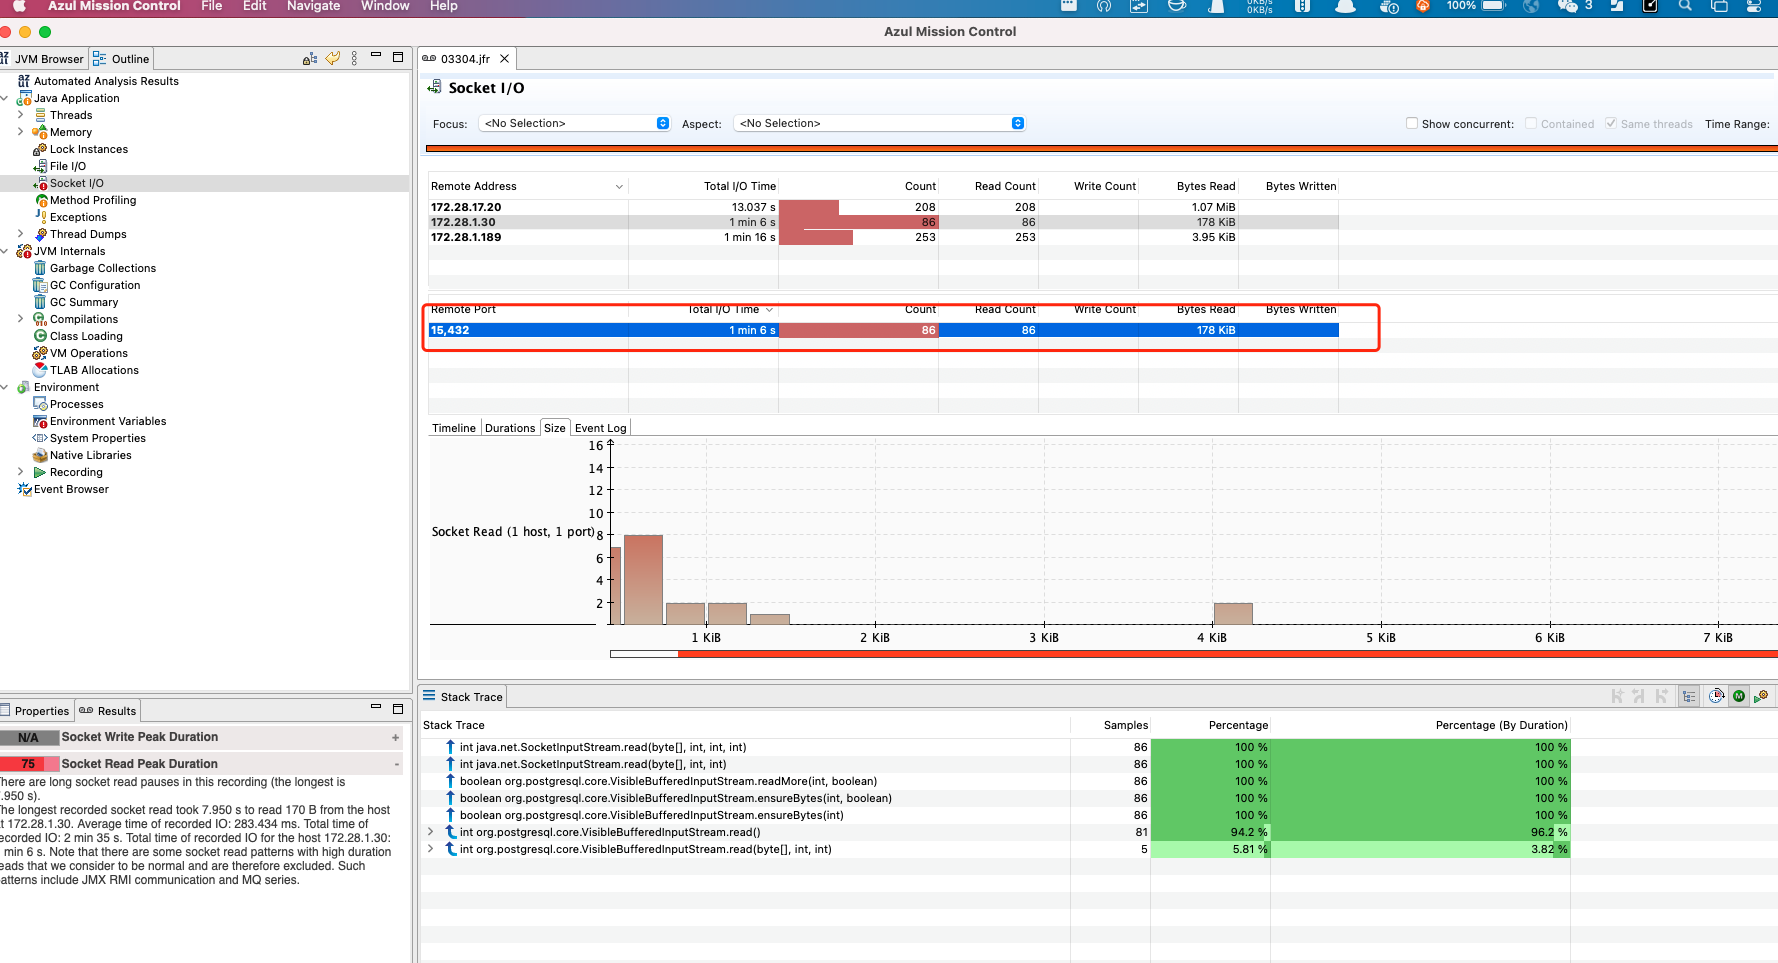 Azul Mission Control File Edit Navigate Window Help 0KB/s 0KB/s 100% 3
Azul Mission Control
JVM Browser Outline
Automated Analysis Results
Java Application
Threads
Memory
Lock Instances
File I/O
Socket I/O
Method Profiling
Exceptions
Thread Dumps
JVM Internals
Garbage Collections
GC Configuration
GC Summary
Compilations
Class Loading
VM Operations
TLAB Allocations
Environment
Processes
Environment Variables
System Properties
Native Libraries
Recording
Event Browser
03304.jfr
Socket I/O
Focus: <No Selection> Aspect: <No Selection> Show concurrent: Contained Same threads Time Range:
Remote Address Total I/O Time Count Read Count Write Count Bytes Read Bytes Written
172.28.17.20 13.037 s 208 208 1.07 MiB
172.28.1.30 1 min 6 s 86 86 178 KiB
172.28.1.189 1 min 16 s 253 253 3.95 KiB
Remote Port Total I/O Time Count Read Count Write Count Bytes Read Bytes Written
15,432 1 min 6 s 86 86 178 KiB
Timeline Durations Size Event Log
16
14
12
10
Socket Read (1 host, 1 port) 8
6
4
2
1 KiB 2 KiB 3 KiB 4 KiB 5 KiB 6 KiB 7 KiB
Properties Results
N/A Socket Write Peak Duration +
75 Socket Read Peak Duration -
here are long socket read pauses in this recording (the longest is
.950 s).
he longest recorded socket read took 7.950 s to read 170 B from the host
t 172.28.1.30. Average time of recorded IO: 283.434 ms. Total time of
ecorded IO: 2 min 35 s. Total time of recorded IO for the host 172.28.1.30:
min 6 s. Note that there are some socket read patterns with high duration
eads that we consider to be normal and are therefore excluded. Such
atterns include JMX RMI communication and MQ series.
Stack Trace
Stack Trace Samples Percentage Percentage (By Duration)
int java.net.SocketInputStream.read(byte[], int, int, int) 86 100 % 100 %
int java.net.SocketInputStream.read(byte[], int, int) 86 100 % 100 %
boolean org.postgresql.core.VisibleBufferedInputStream.readMore(int, boolean) 86 100 % 100 %
boolean org.postgresql.core.VisibleBufferedInputStream.ensureBytes(int, boolean) 86 100 % 100 %
boolean org.postgresql.core.VisibleBufferedInputStream.ensureBytes(int) 86 100 % 100 %
int org.postgresql.core.VisibleBufferedInputStream.read() 81 94.2 % 96.2 %
int org.postgresql.core.VisibleBufferedInputStream.read(byte[], int, int) 5 5.81 % 3.82 %